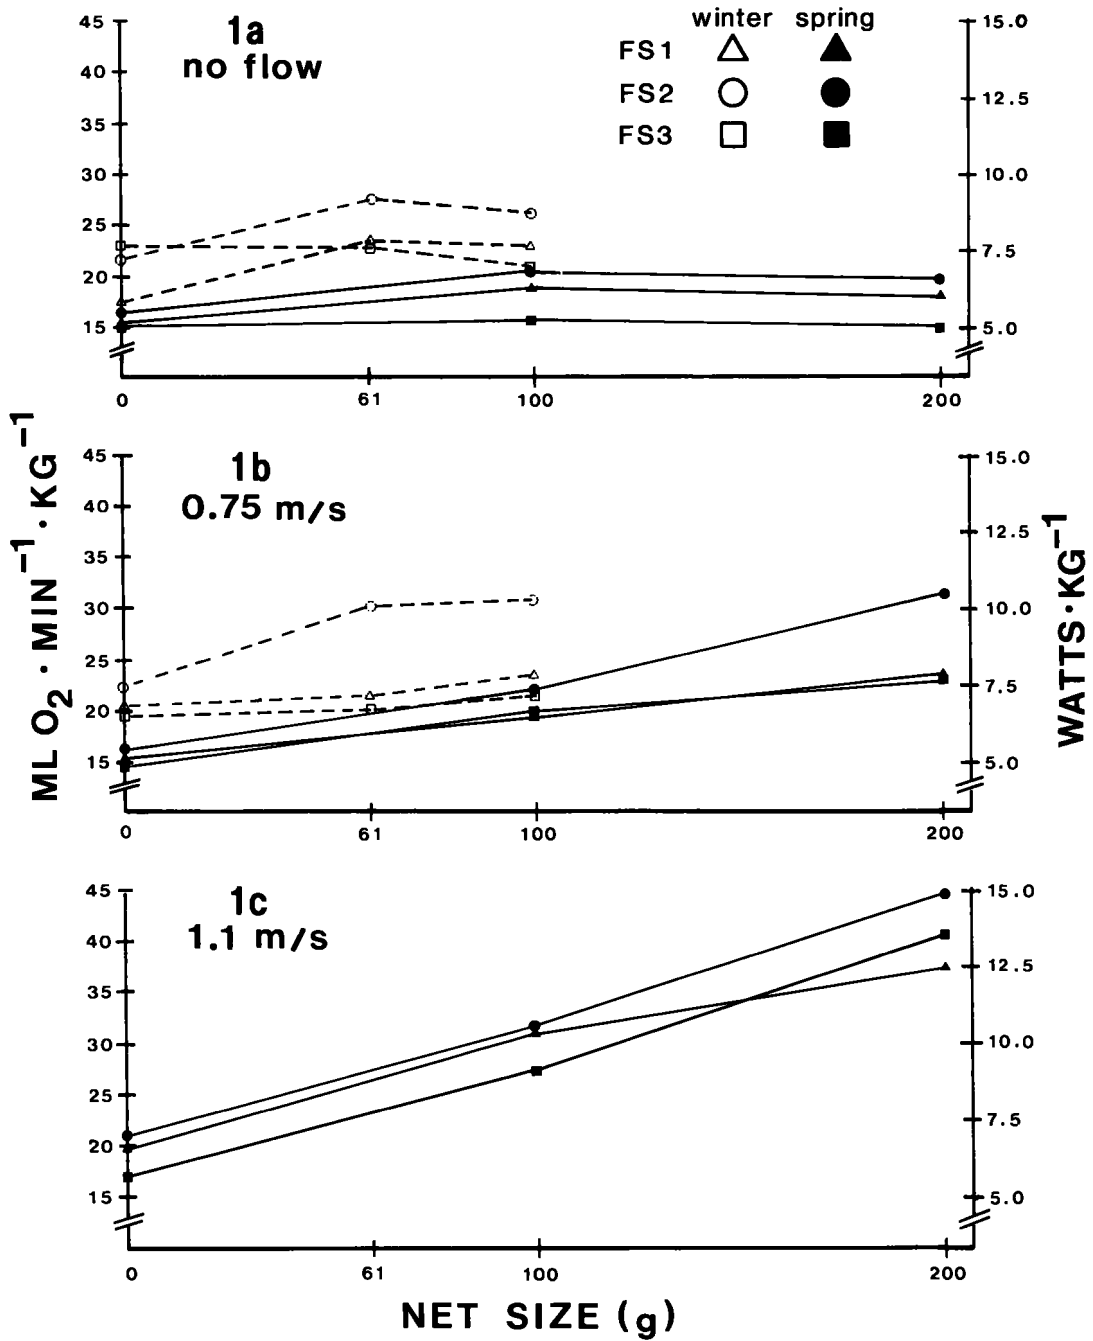 1a
no flow
winter spring
FS1
FS2
FS3
45
40
35
30
25
20
15
15.0
12.5
10.0
7.5
5.0
0 61 100 200
1b
0.75 m/s
45
40
35
30
25
20
15
15.0
12.5
10.0
7.5
5.0
0 61 100 200
ML O₂ · MIN⁻¹ · KG⁻¹
WATTS·KG⁻¹
1c
1.1 m/s
45
40
35
30
25
20
15
15.0
12.5
10.0
7.5
5.0
0 61 100 200
NET SIZE (g)